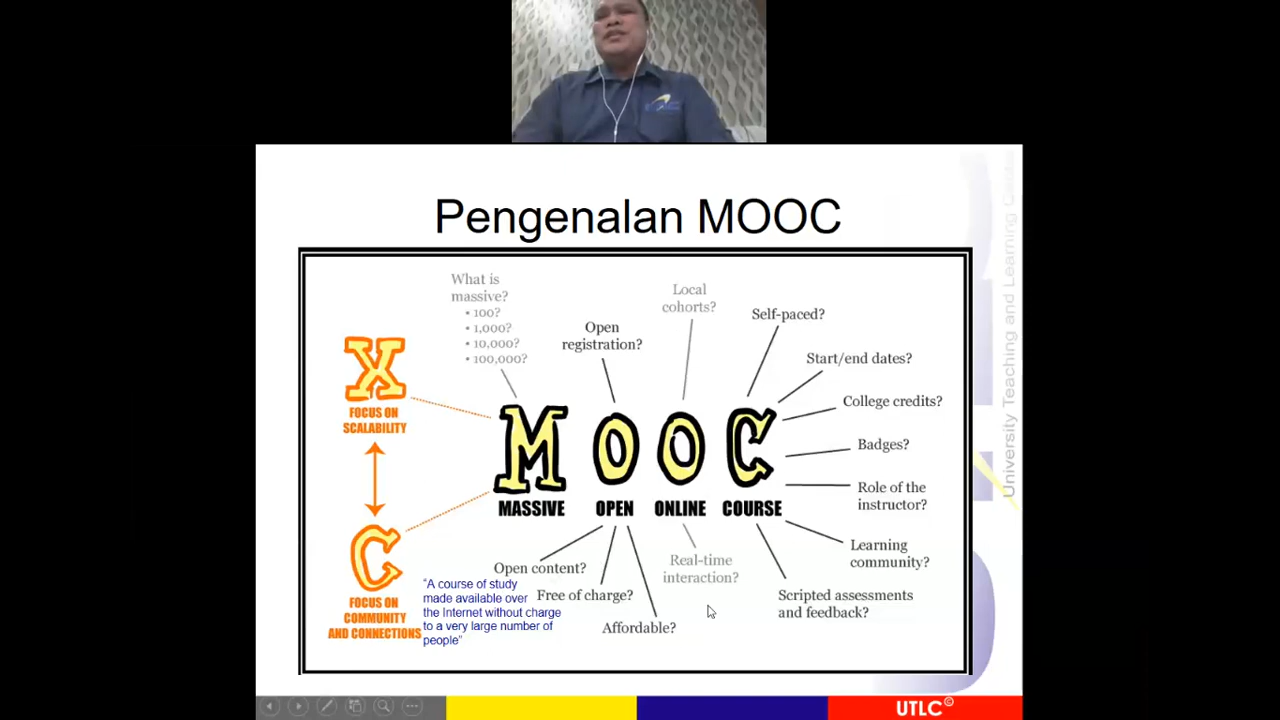 Pengenalan MOOC
What is
massive?
• 100?
• 1,000?
• 10,000?
• 100,000?
Open
registration?
Local
cohorts?
Self-paced?
Start/end dates?
College credits?
Badges?
Role of the
instructor?
Learning
community?
Scripted assessments
and feedback?
X
FOCUS ON
SCALABILITY
C
FOCUS ON
COMMUNITY
AND CONNECTIONS
MOOC
MASSIVE OPEN ONLINE COURSE
Open content?
Free of charge?
Affordable?
Real-time
interaction?
"A course of study
made available over
the Internet without charge
to a very large number of
people"
University Teaching and Learning
UTLC©